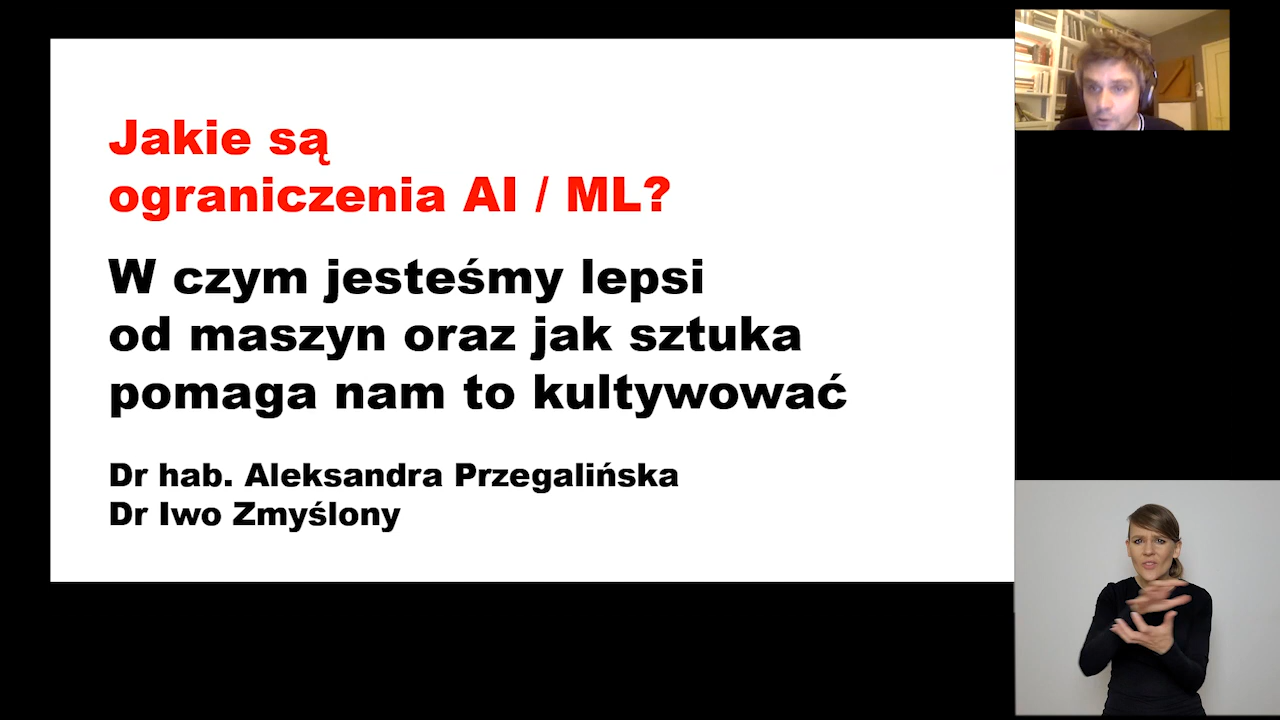 Jakie są
ograniczenia AI / ML?
W czym jesteśmy lepsi
od maszyn oraz jak sztuka
pomaga nam to kultywować
Dr hab. Aleksandra Przegalińska
Dr Iwo Zmyślony